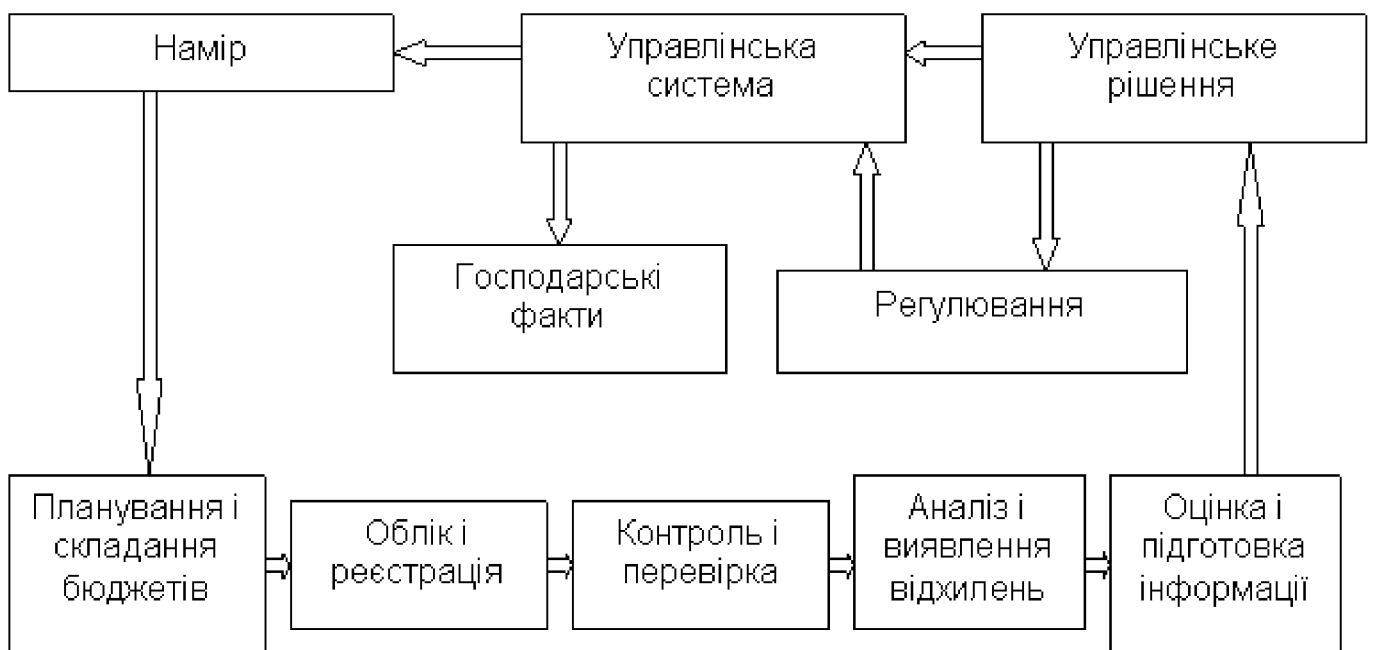 Намір
Управлінська
система
Управлінське
рішення
Господарські
факти
Регулювання
Планування і
складання
бюджетів
Облік і
реєстрація
Контроль і
перевірка
Аналіз і
виявлення
відхилень
Оцінка і
підготовка
інформації